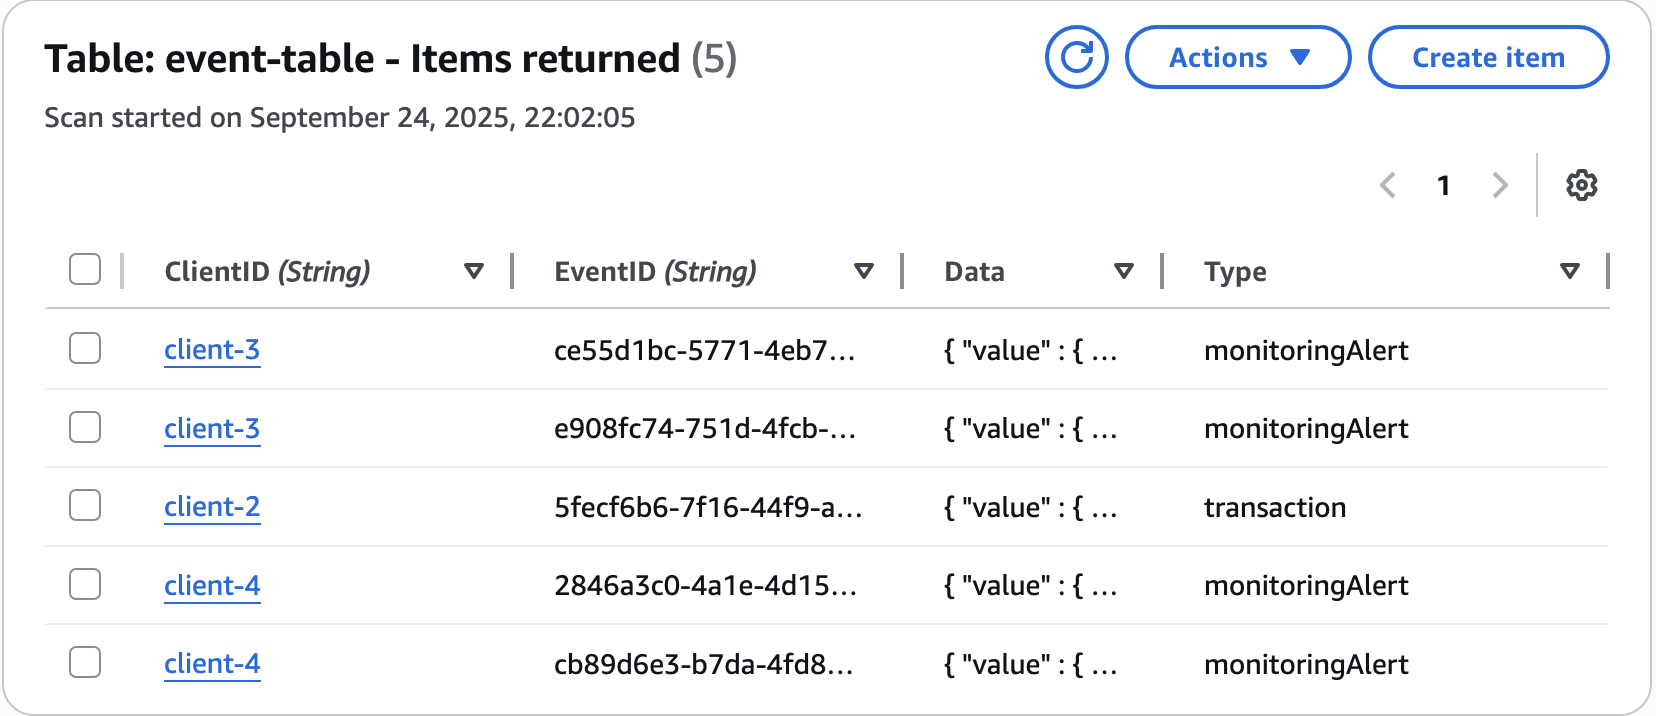 Table: event-table - Items returned (5)
Actions
Create item
Scan started on September 24, 2025, 22:02:05
1
ClientID (String) EventID (String) Data Type
client-3 ce55d1bc-5771-4eb7... { "value" : { ... monitoringAlert
client-3 e908fc74-751d-4fcb-... { "value" : { ... monitoringAlert
client-2 5fecf6b6-7f16-44f9-a... { "value" : { ... transaction
client-4 2846a3c0-4a1e-4d15... { "value" : { ... monitoringAlert
client-4 cb89d6e3-b7da-4fd8... { "value" : { ... monitoringAlert